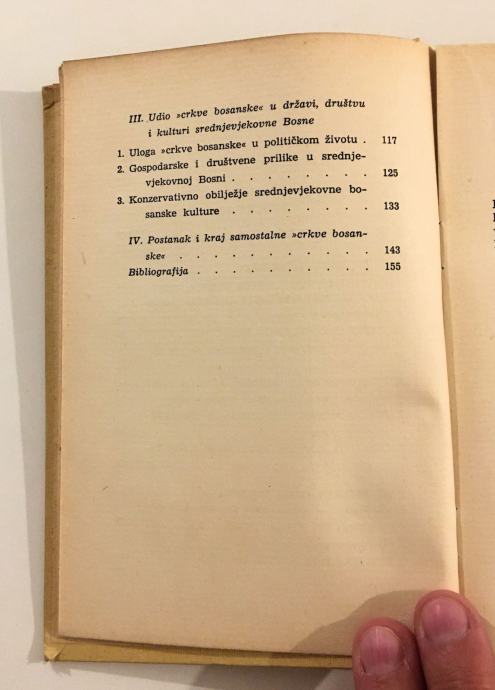 III. Udio »crkve bosanske« u državi, društvu
i kulturi srednjevjekovne Bosne
1. Uloga »crkve bosanske« u političkom životu . 117
2. Gospodarske i društvene prilike u srednje-
vjekovnoj Bosni . . . . . . . 125
3. Konzervativno obilježje srednjevjekovne bo-
sanske kulture . . . . . . . 133
IV. Postanak i kraj samostalne »crkve bosan-
ske« . . . . . . . . . . 143
Bibliografija . . . . . . . . . 155